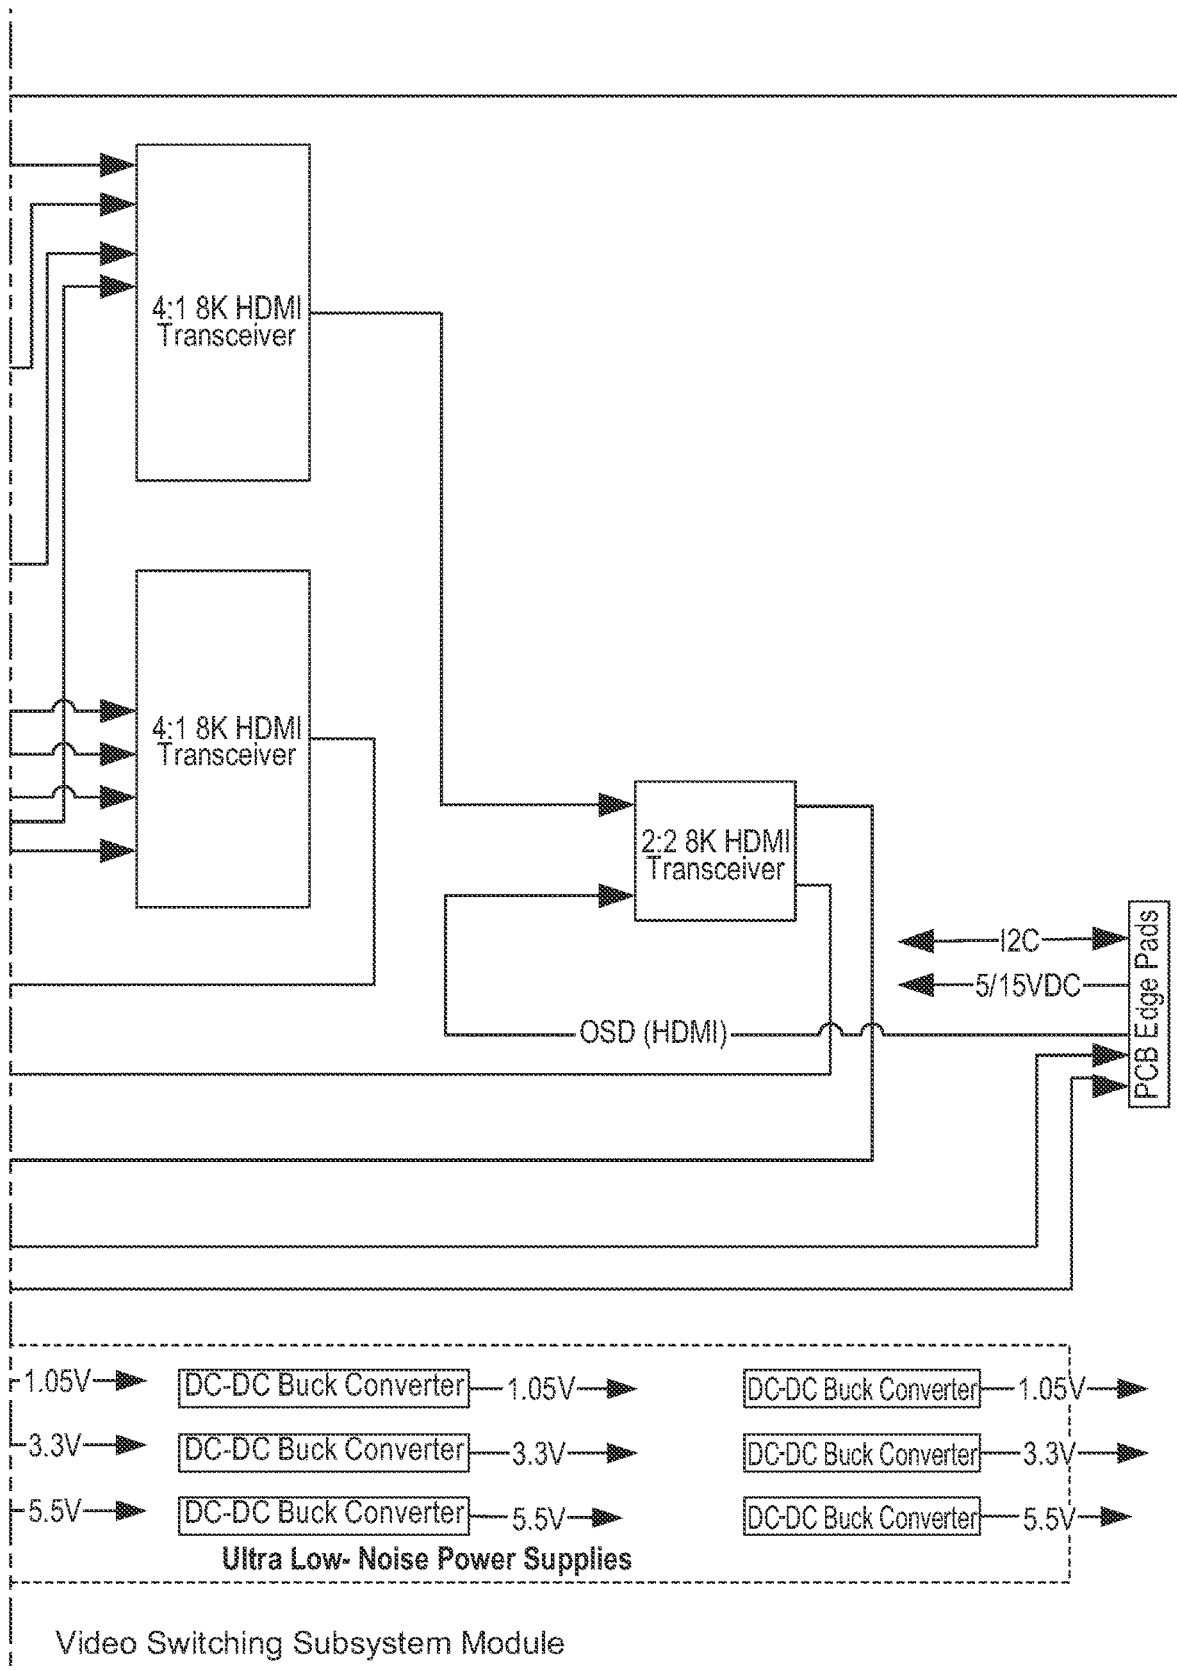 4:1 8K HDMI
Transceiver
4:1 8K HDMI
Transceiver
2:2 8K HDMI
Transceiver
I2C
5/15VDC
OSD (HDMI)
PCB Edge Pads
1.05V
DC-DC Buck Converter
1.05V
DC-DC Buck Converter
1.05V
3.3V
DC-DC Buck Converter
3.3V
DC-DC Buck Converter
3.3V
5.5V
DC-DC Buck Converter
5.5V
DC-DC Buck Converter
5.5V
Ultra Low- Noise Power Supplies
Video Switching Subsystem Module